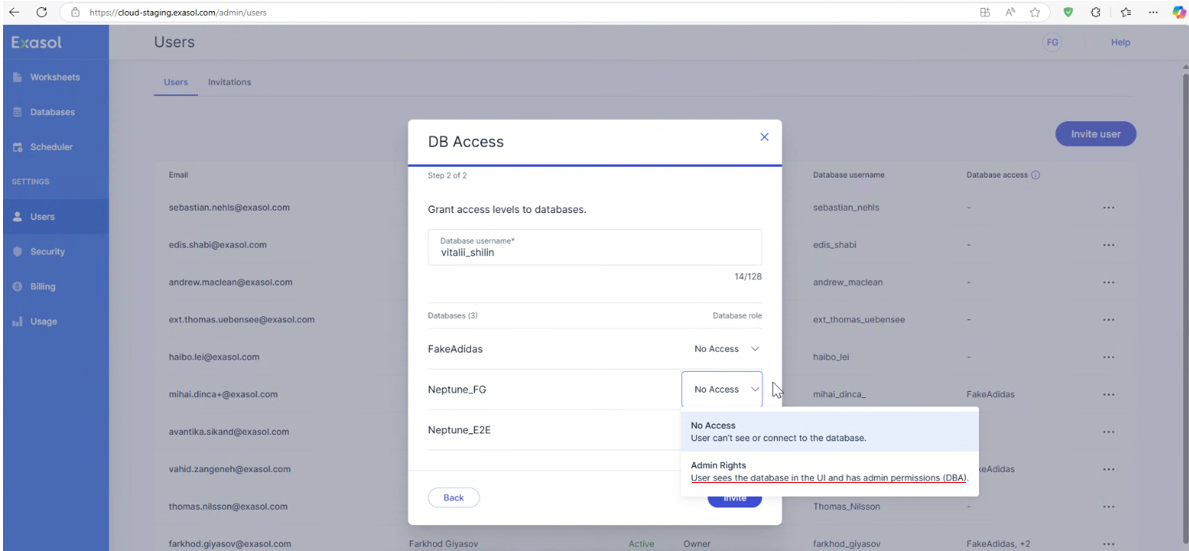 https://cloud-staging.exasol.com/admin/users
Exasol
Users
FG
Help
Worksheets
Databases
Scheduler
SETTINGS
Users
Security
Billing
Usage
Users
Invitations
Invite user
Email
Database username
Database access
sebastian.nehls@exasol.com
sebastian_nehls
-
edis.shabi@exasol.com
edis_shabi
-
andrew.maclean@exasol.com
andrew_maclean
-
ext.thomas.uebensee@exasol.com
ext_thomas_uebensee
-
haibo.lei@exasol.com
haibo_lei
-
mihai.dinca+@exasol.com
mihai_dinca_
FakeAdidas
avantika.sikand@exasol.com
-
vahid.zangeneh@exasol.com
keAdidas
thomas.nilsson@exasol.com
Thomas_Nilsson
-
farkhod.giyasov@exasol.com
Farkhod Giyasov
Active
Owner
farkhod_giyasov
FakeAdidas, +2
DB Access
Step 2 of 2
Grant access levels to databases.
Database username*
vitalii_shilin
14/128
Databases (3)
Database role
FakeAdidas
No Access
Neptune_FG
No Access
Neptune_E2E
No Access
User can't see or connect to the database.
Admin Rights
User sees the database in the UI and has admin permissions (DBA).
Back
Invite